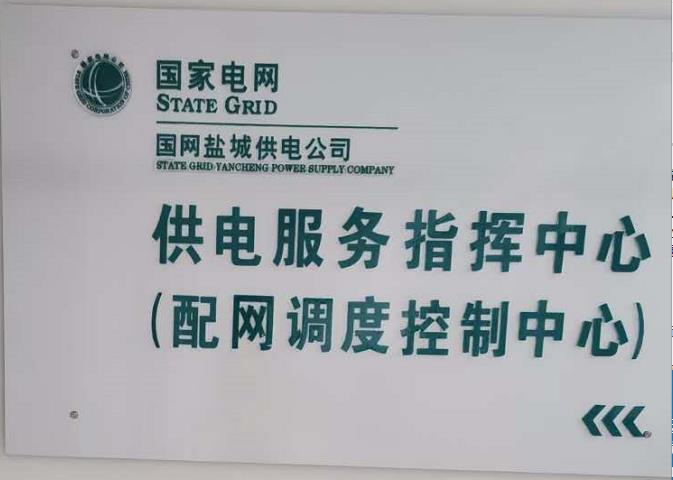 国家电网
STATE GRID
国网盐城供电公司
STATE GRID YANCHENG POWER SUPPLY COMPANY
供电服务指挥中心
(配网调度控制中心)